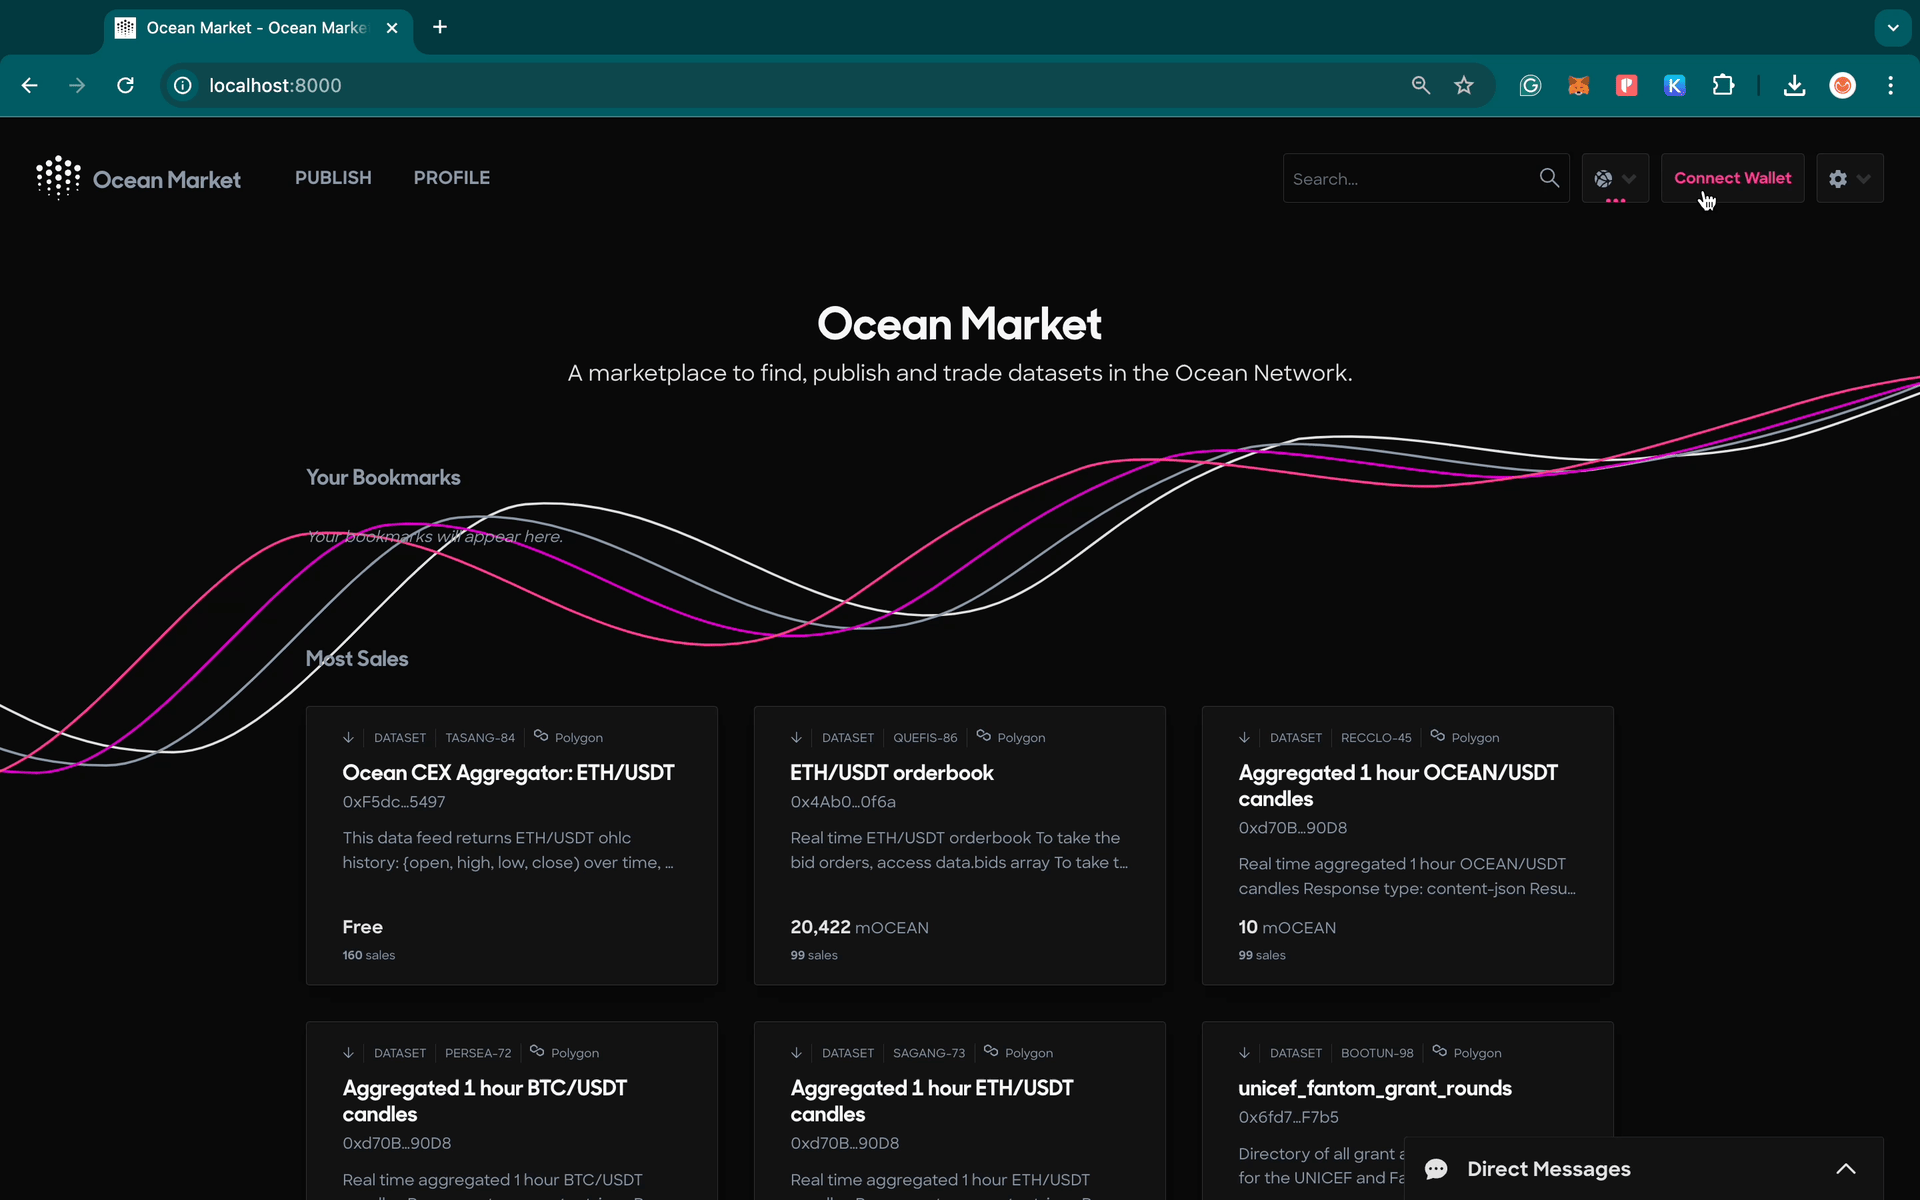 Ocean Market - Ocean Marke
localhost:8000
Ocean Market
PUBLISH
PROFILE
Search...
Connect Wallet
Ocean Market
A marketplace to find, publish and trade datasets in the Ocean Network.
Your Bookmarks
Your bookmarks will appear here.
Most Sales
DATASET TASANG-84 Polygon
Ocean CEX Aggregator: ETH/USDT
0xF5dc…5497
This data feed returns ETH/USDT ohlc
history: {open, high, low, close) over time, …
Free
160 sales
DATASET QUEFIS-86 Polygon
ETH/USDT orderbook
0x4Ab0…0f6a
Real time ETH/USDT orderbook To take the
bid orders, access data.bids array To take t…
20,422 mOCEAN
99 sales
DATASET RECCLO-45 Polygon
Aggregated 1 hour OCEAN/USDT
candles
0xd70B…90D8
Real time aggregated 1 hour OCEAN/USDT
candles Response type: content-json Resu…
10 mOCEAN
99 sales
DATASET PERSEA-72 Polygon
Aggregated 1 hour BTC/USDT
candles
0xd70B…90D8
Real time aggregated 1 hour BTC/USDT
DATASET SAGANG-73 Polygon
Aggregated 1 hour ETH/USDT
candles
0xd70B…90D8
Real time aggregated 1 hour ETH/USDT
DATASET BOOTUN-98 Polygon
unicef_fantom_grant_rounds
0x6fd7…F7b5
Directory of all grant a
for the UNICEF and Fa
Direct Messages